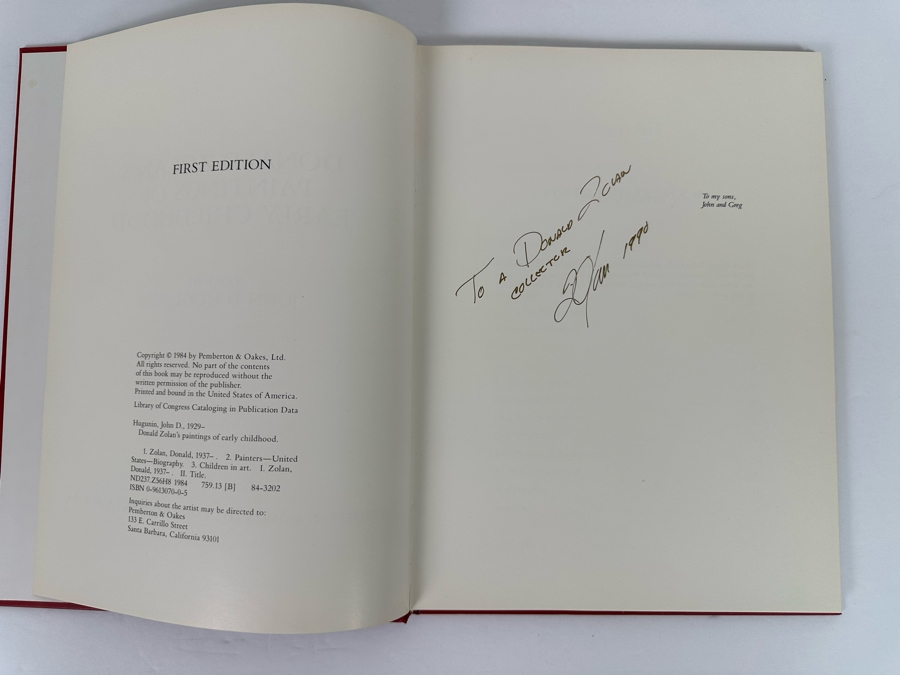 FIRST EDITION
Copyright © 1984 by Pemberton & Oakes, Ltd.
All rights reserved. No part of the contents
of this book may be reproduced without the
written permission of the publisher.
Printed and bound in the United States of America.
Library of Congress Cataloging in Publication Data
Hugunin, John D., 1929–
Donald Zolan's paintings of early childhood.
1. Zolan, Donald, 1937– . 2. Painters—United
States—Biography. 3. Children in art. I. Zolan,
Donald, 1937– . II. Title.
ND237.Z56H8 1984 759.13 [B] 84-3202
ISBN 0-9613070-0-5
Inquiries about the artist may be directed to:
Pemberton & Oakes
133 E. Carrillo Street
Santa Barbara, California 93101
To my sons,
John and Greg
TO A DONALD ZOLAN
COLLECTOR
1990